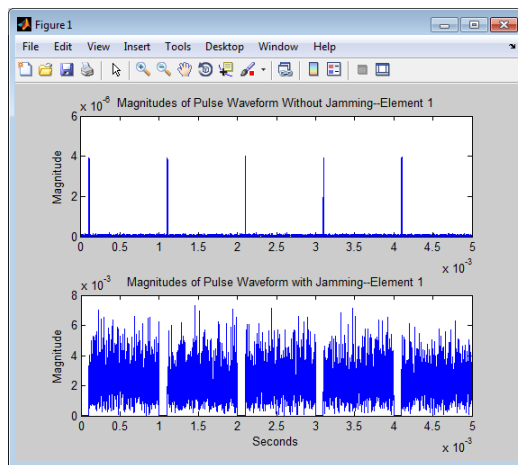 Figure 1
File Edit View Insert Tools Desktop Window Help
x 10^-6
Magnitudes of Pulse Waveform Without Jamming--Element 1
Magnitude
6
4
2
0
0 0.5 1 1.5 2 2.5 3 3.5 4 4.5 5
x 10^-3
x 10^-3
Magnitudes of Pulse Waveform with Jamming--Element 1
Magnitude
8
6
4
2
0
0 0.5 1 1.5 2 2.5 3 3.5 4 4.5 5
Seconds
x 10^-3